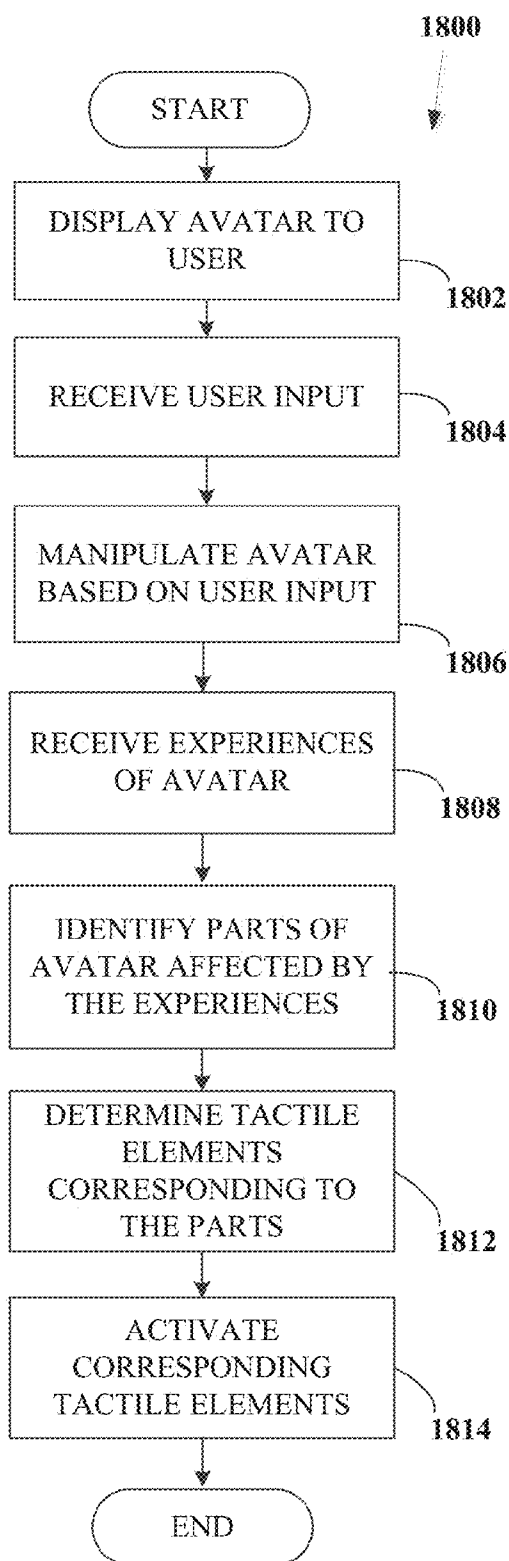 1800
START
DISPLAY AVATAR TO
USER
1802
RECEIVE USER INPUT
1804
MANIPULATE AVATAR
BASED ON USER INPUT
1806
RECEIVE EXPERIENCES
OF AVATAR
1808
IDENTIFY PARTS OF
AVATAR AFFECTED BY
THE EXPERIENCES
1810
DETERMINE TACTILE
ELEMENTS
CORRESPONDING TO
THE PARTS
1812
ACTIVATE
CORRESPONDING
TACTILE ELEMENTS
1814
END